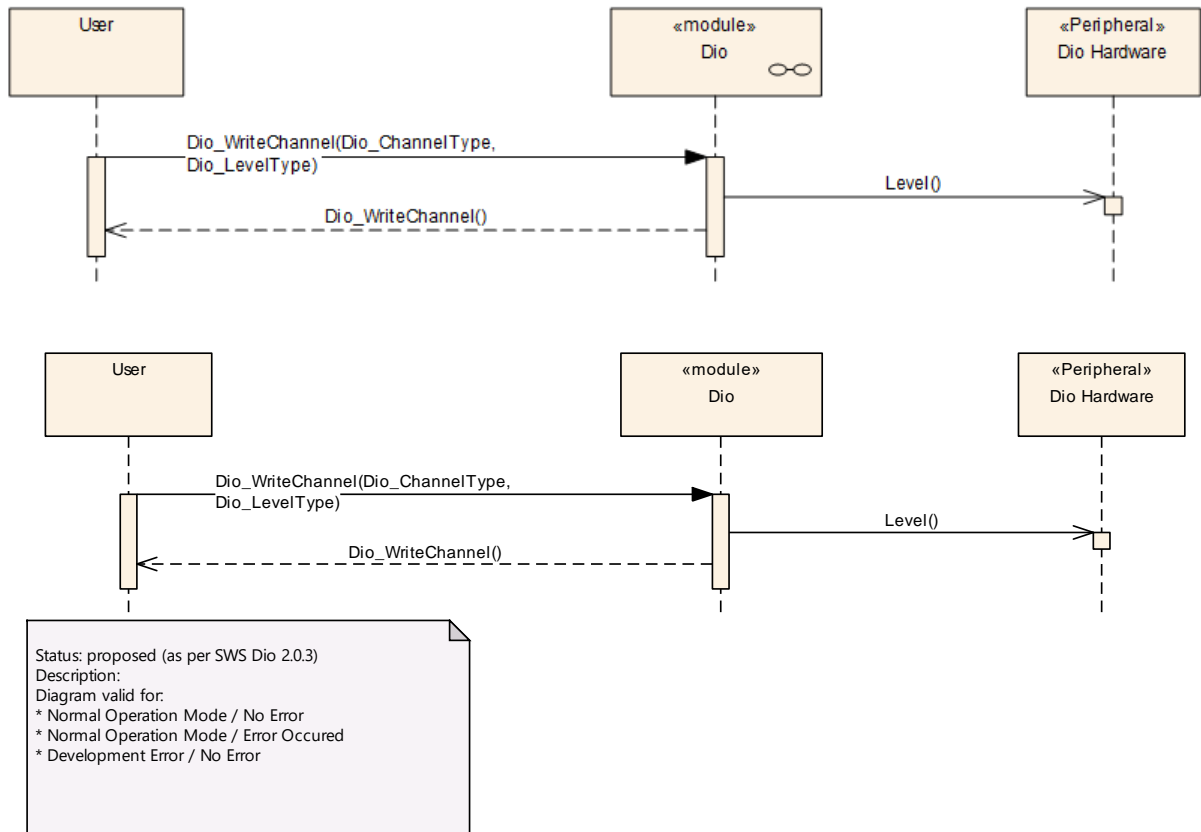 User
«module»
Dio
«Peripheral»
Dio Hardware
Dio_WriteChannel(Dio_ChannelType,
Dio_LevelType)
Level()
Dio_WriteChannel()
User
«module»
Dio
«Peripheral»
Dio Hardware
Dio_WriteChannel(Dio_ChannelType,
Dio_LevelType)
Level()
Dio_WriteChannel()
Status: proposed (as per SWS Dio 2.0.3)
Description:
Diagram valid for:
* Normal Operation Mode / No Error
* Normal Operation Mode / Error Occured
* Development Error / No Error